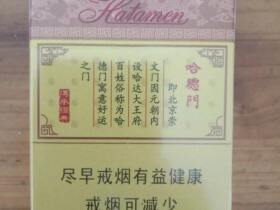 Hatamen
哈德門
即北京崇
文门因元朝内
设哈达大王府
百姓俗称为哈
德门寓意好运
之门
尽早戒烟有益健康
戒烟可减少